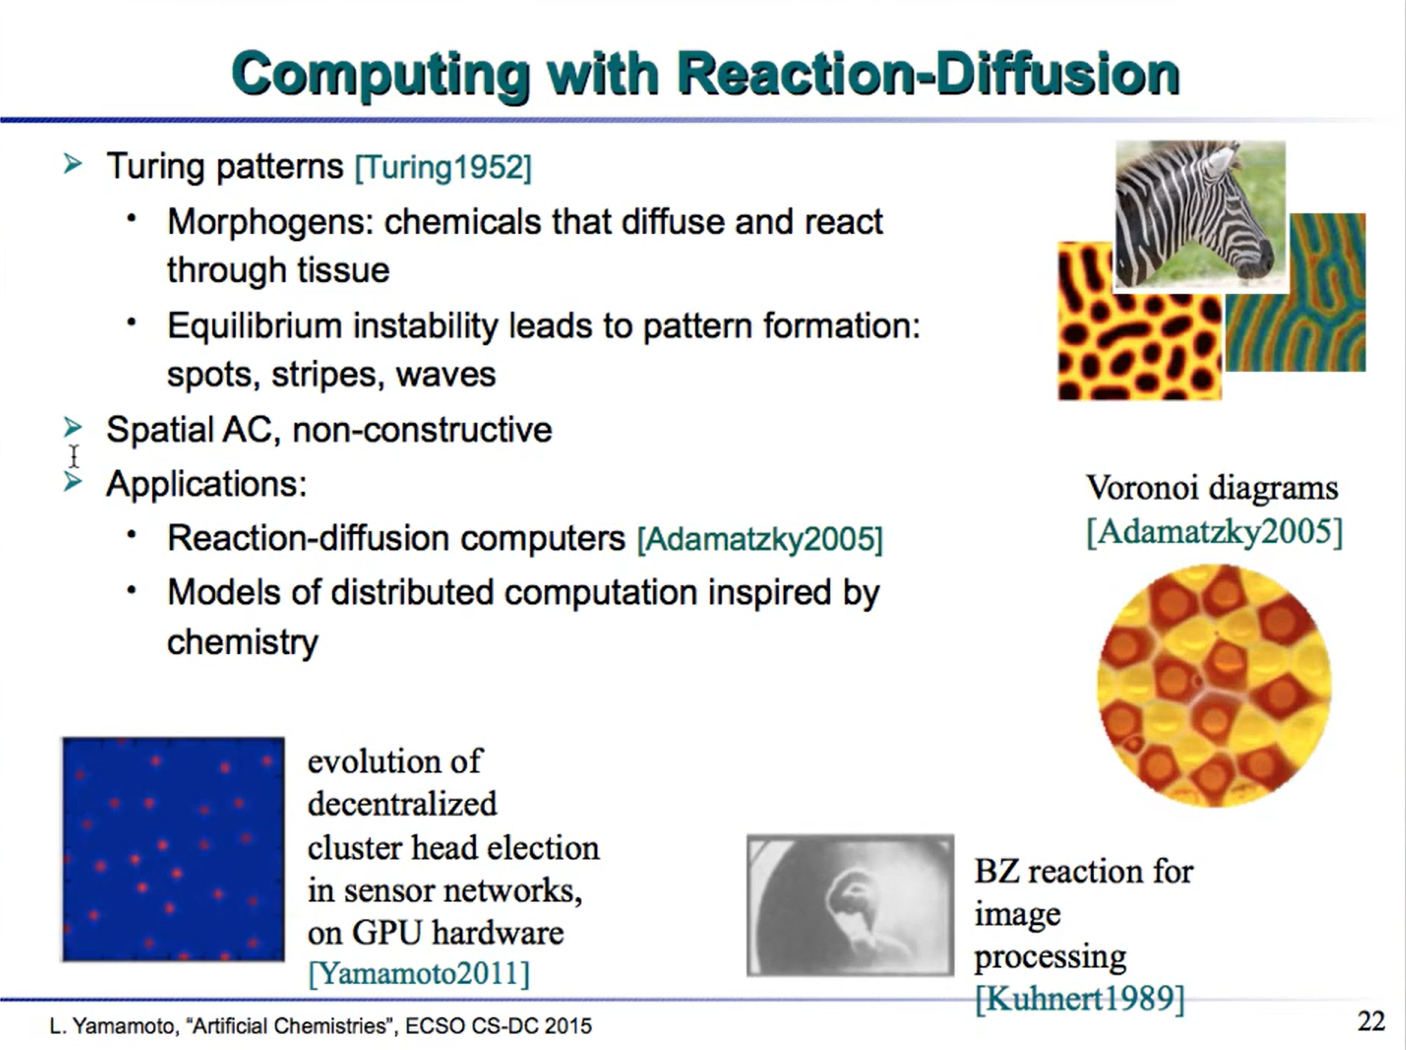 Computing with Reaction-Diffusion
Turing patterns [Turing1952]
Morphogens: chemicals that diffuse and react
through tissue
Equilibrium instability leads to pattern formation:
spots, stripes, waves
Spatial AC, non-constructive
Applications:
Reaction-diffusion computers [Adamatzky2005]
Models of distributed computation inspired by
chemistry
Voronoi diagrams
[Adamatzky2005]
evolution of
decentralized
cluster head election
in sensor networks,
on GPU hardware
[Yamamoto2011]
BZ reaction for
image
processing
[Kuhnert1989]
L. Yamamoto, “Artificial Chemistries”, ECSO CS-DC 2015
22